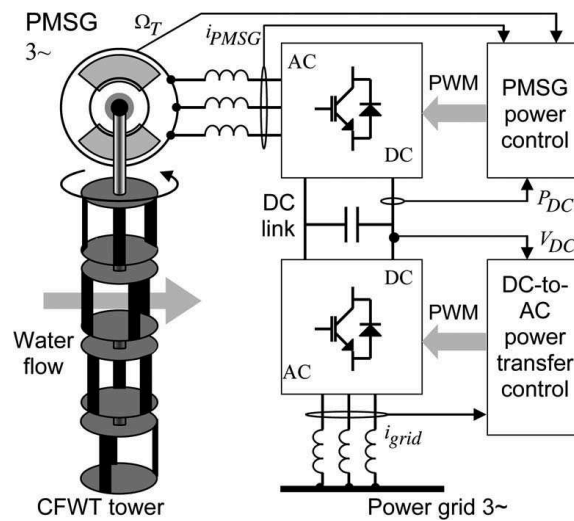 PMSG
3~
Ω_T
i_PMSG
AC
DC
PWM
PMSG
power
control
DC
link
P_DC
V_DC
DC
AC
PWM
DC-to-
AC
power
transfer
control
Water
flow
i_grid
CFWT tower
Power grid 3~